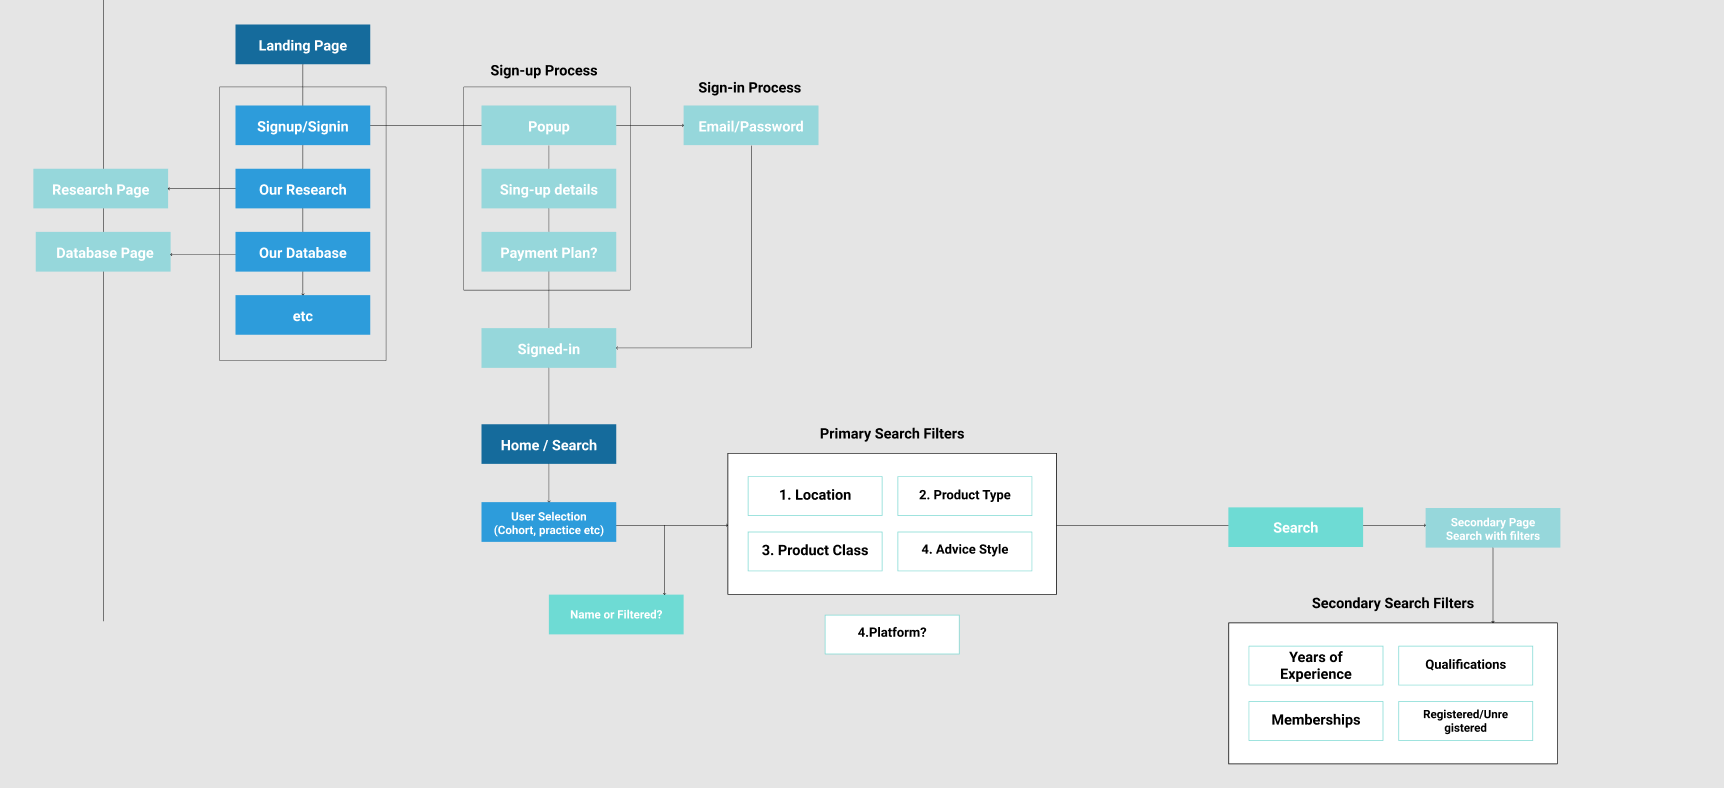 Landing Page
Sign-up Process
Sign-in Process
Signup/Signin
Popup
Email/Password
Research Page
Our Research
Sing-up details
Database Page
Our Database
Payment Plan?
etc
Signed-in
Home / Search
Primary Search Filters
User Selection
(Cohort, practice etc)
1. Location
2. Product Type
3. Product Class
4. Advice Style
Search
Secondary Page
Search with filters
Name or Filtered?
4.Platform?
Secondary Search Filters
Years of
Experience
Qualifications
Memberships
Registered/Unre
gistered